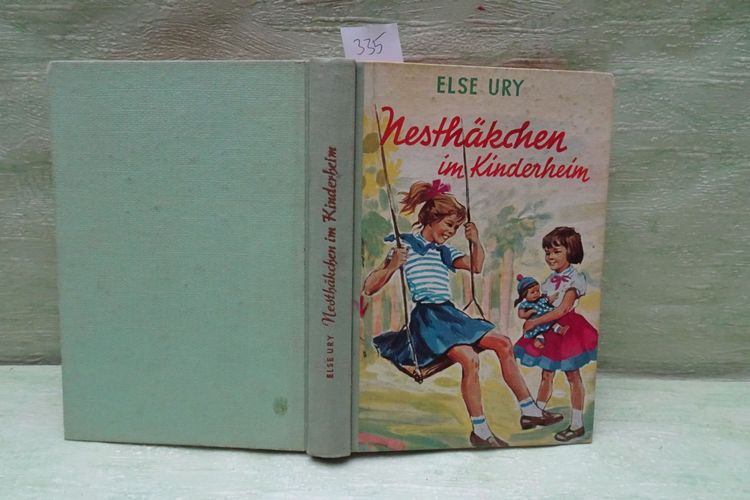 335
ELSE URY
Nesthäkchen
im Kinderheim
ELSE URY Nesthäkchen im Kinderheim